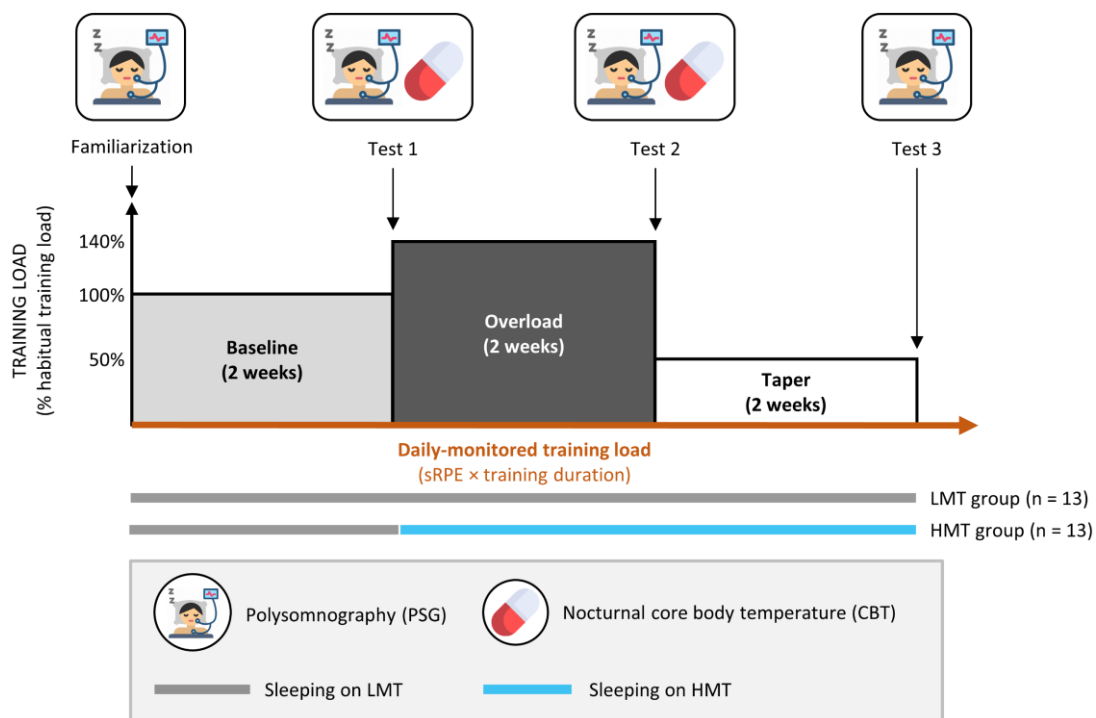 z
z
z
z
z
z
z
z
Familiarization
Test 1
Test 2
Test 3
TRAINING LOAD
(% habitual training load)
140%
100%
50%
Baseline
(2 weeks)
Overload
(2 weeks)
Taper
(2 weeks)
Daily-monitored training load
(sRPE × training duration)
LMT group (n = 13)
HMT group (n = 13)
z
z
Polysomnography (PSG)
Nocturnal core body temperature (CBT)
Sleeping on LMT
Sleeping on HMT